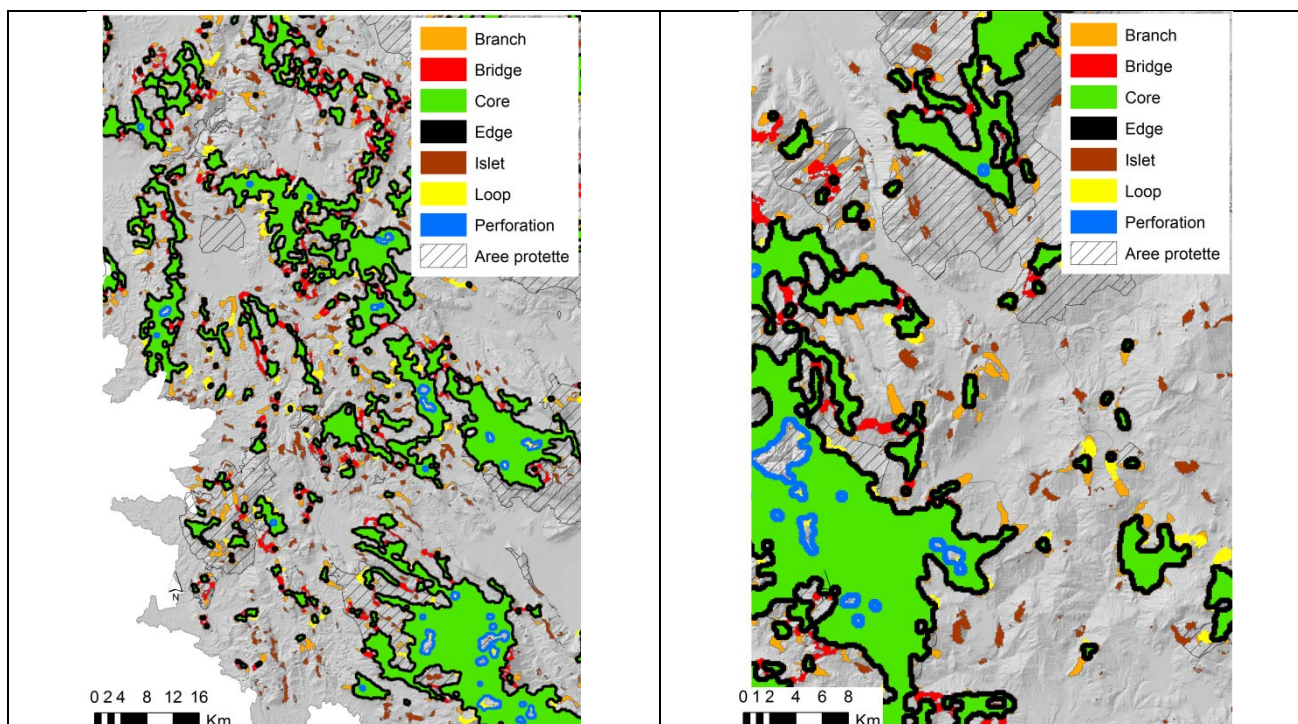 Branch
Bridge
Core
Edge
Islet
Loop
Perforation
Aree protette
N
0 2 4 8 12 16
Km
Branch
Bridge
Core
Edge
Islet
Loop
Perforation
Aree protette
0 1 2 4 6 8
Km